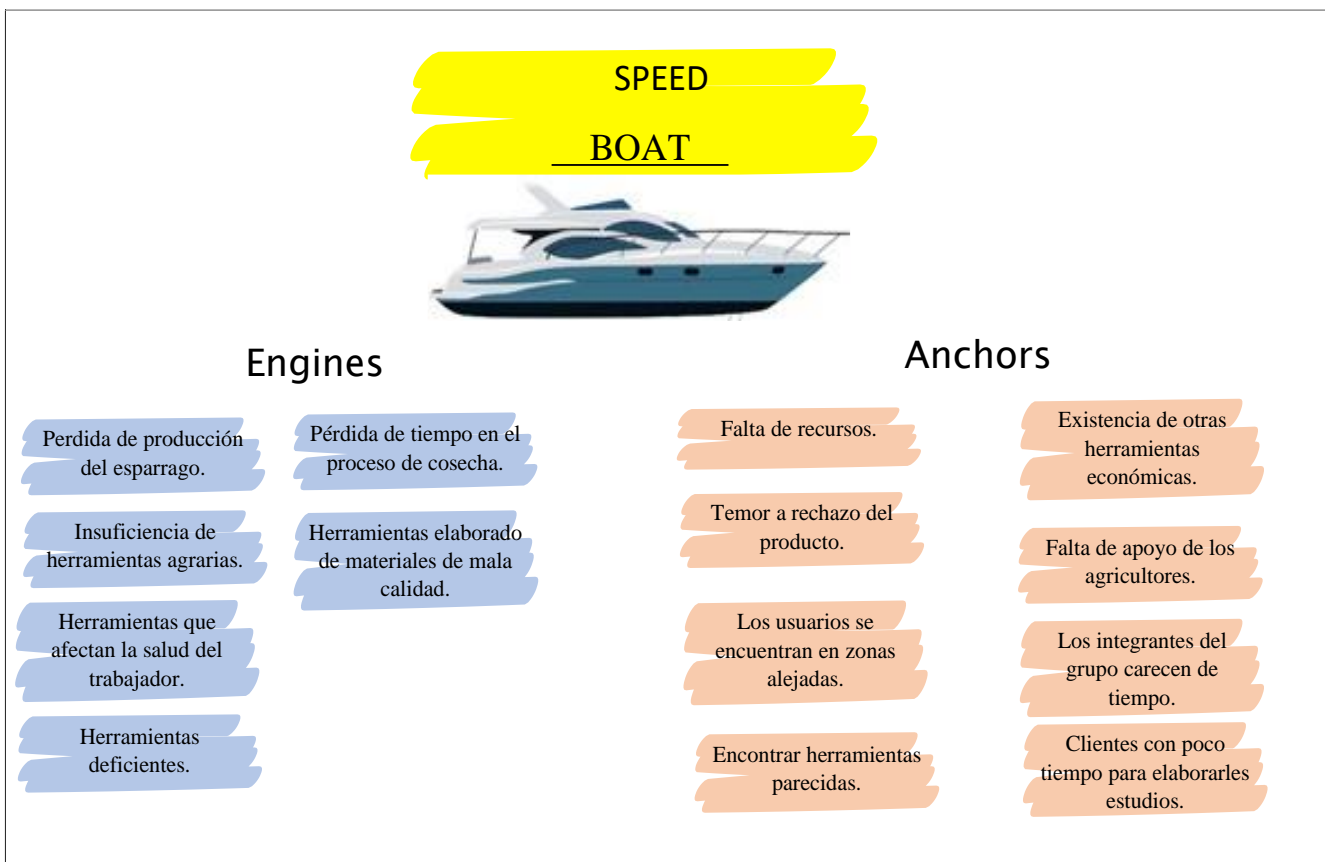 SPEED
BOAT
Engines
Perdida de producción
del esparrago.
Pérdida de tiempo en el
proceso de cosecha.
Insuficiencia de
herramientas agrarias.
Herramientas elaborado
de materiales de mala
calidad.
Herramientas que
afectan la salud del
trabajador.
Herramientas
deficientes.
Anchors
Falta de recursos.
Existencia de otras
herramientas
económicas.
Temor a rechazo del
producto.
Falta de apoyo de los
agricultores.
Los usuarios se
encuentran en zonas
alejadas.
Los integrantes del
grupo carecen de
tiempo.
Encontrar herramientas
parecidas.
Clientes con poco
tiempo para elaborarles
estudios.